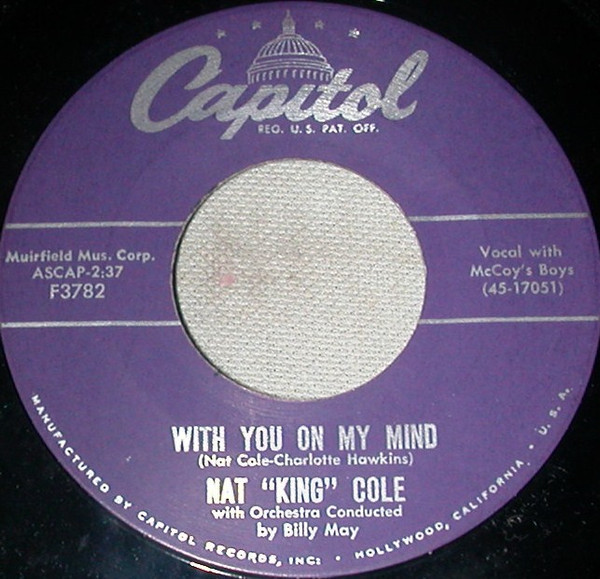 Capitol
REG. U.S. PAT. OFF.
Muirfield Mus. Corp.
ASCAP-2:37
F3782
Vocal with
McCoy's Boys
(45-17051)
WITH YOU ON MY MIND
(Nat Cole-Charlotte Hawkins)
NAT "KING" COLE
with Orchestra Conducted
by Billy May
MANUFACTURED BY CAPITOL RECORDS, INC. • HOLLYWOOD, CALIFORNIA • U. S. A.